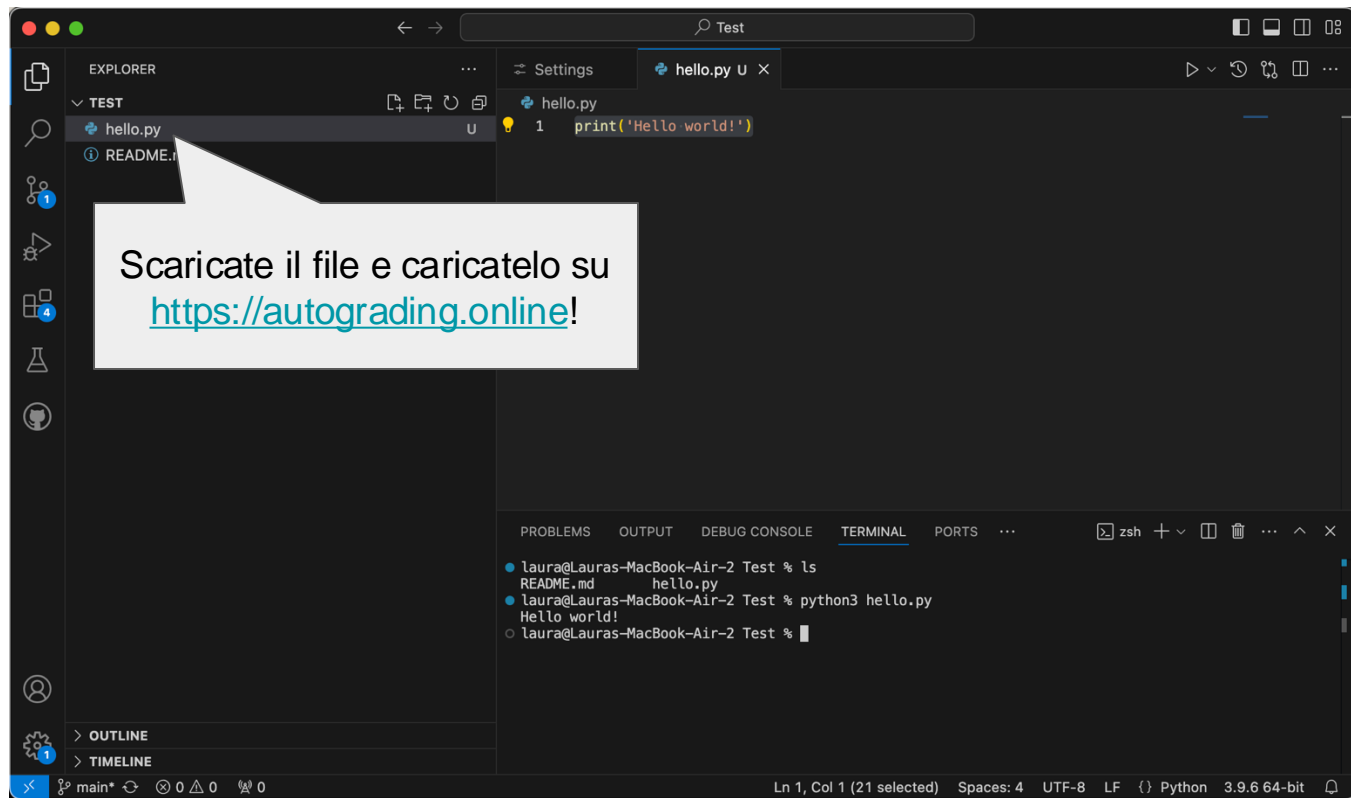 Test
EXPLORER
Settings
hello.py U
TEST
hello.py
hello.py U
1 print('Hello world!')
README.
1
Scaricate il file e caricatelo su
https://autograding.online!
4
PROBLEMS OUTPUT DEBUG CONSOLE TERMINAL PORTS
zsh
laura@Lauras-MacBook-Air-2 Test % ls
README.md hello.py
laura@Lauras-MacBook-Air-2 Test % python3 hello.py
Hello world!
laura@Lauras-MacBook-Air-2 Test %
OUTLINE
1
TIMELINE
main* 0 0 0 Ln 1, Col 1 (21 selected) Spaces: 4 UTF-8 LF {} Python 3.9.6 64-bit